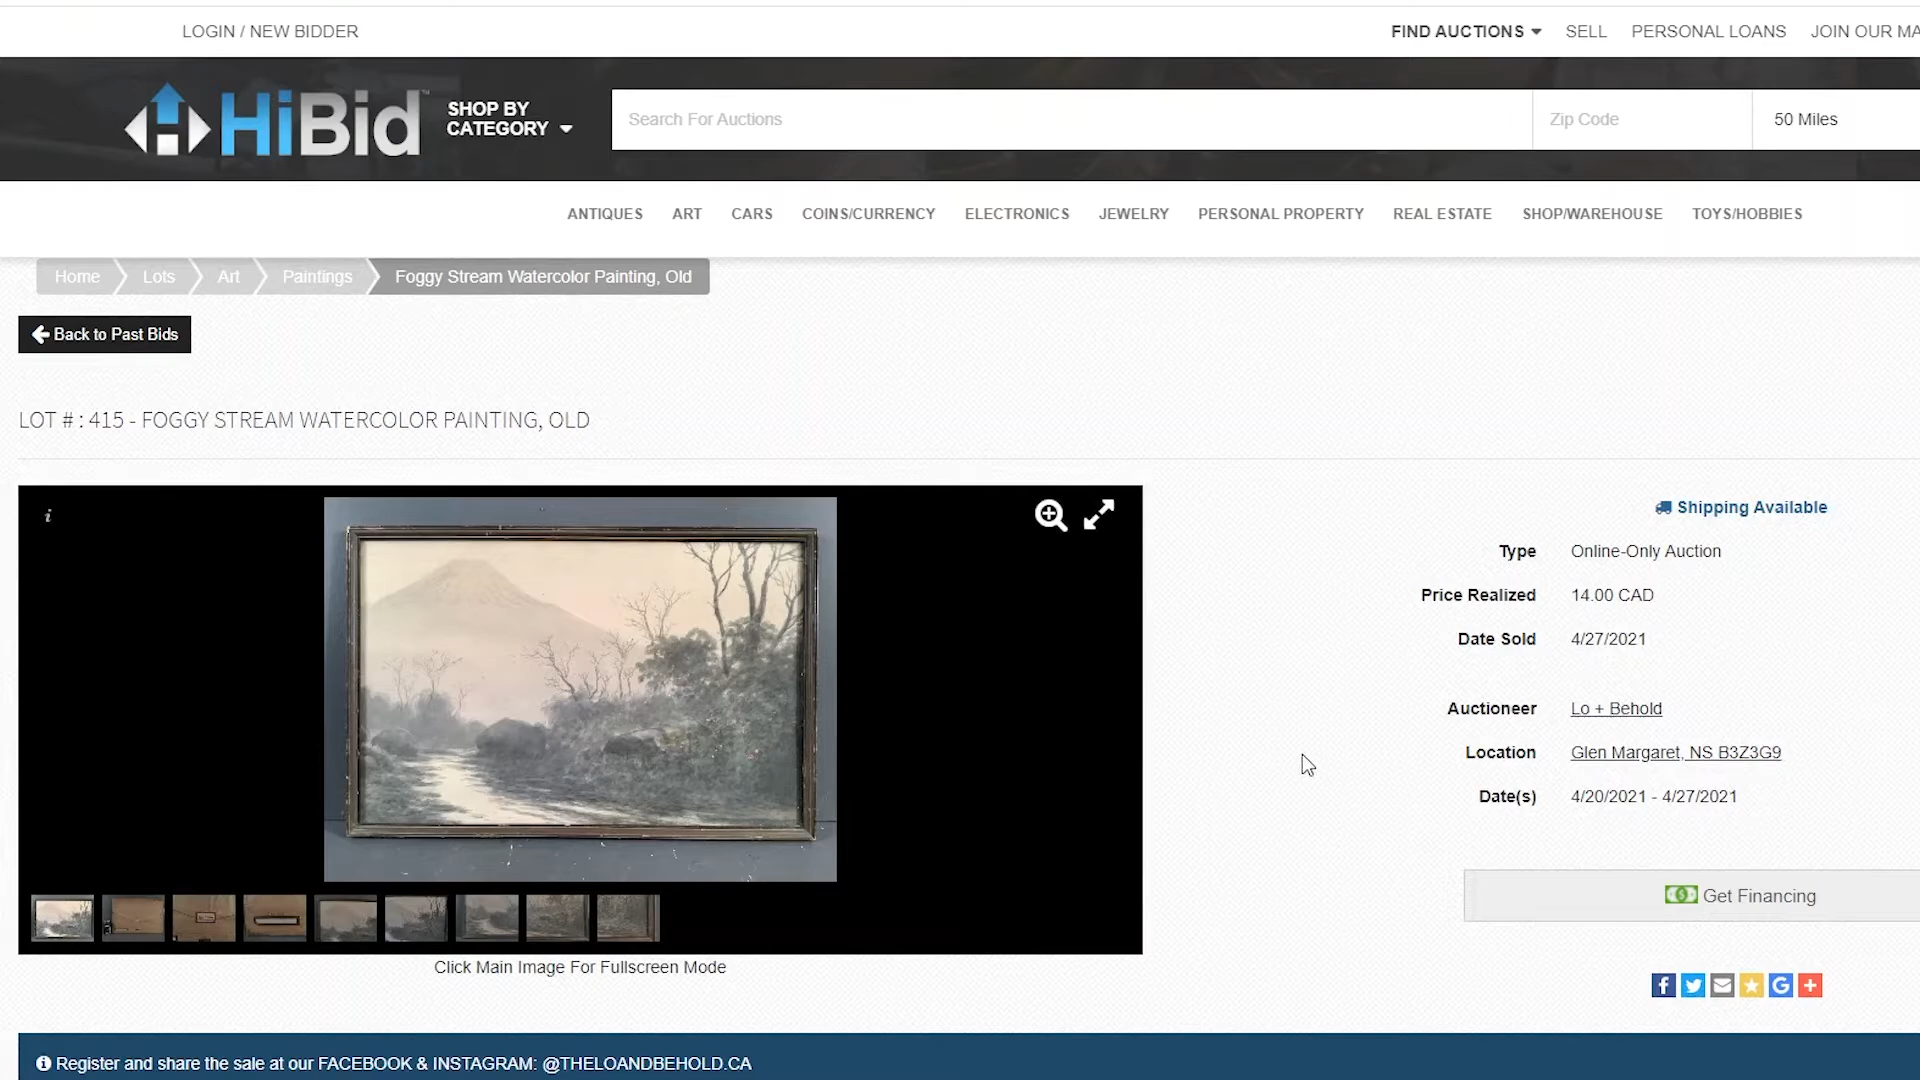 LOGIN / NEW BIDDER
FIND AUCTIONS
SELL
PERSONAL LOANS
JOIN OUR MA
HiBid™
SHOP BY
CATEGORY
Search For Auctions
Zip Code
50 Miles
ANTIQUES
ART
CARS
COINS/CURRENCY
ELECTRONICS
JEWELRY
PERSONAL PROPERTY
REAL ESTATE
SHOP/WAREHOUSE
TOYS/HOBBIES
Home
Lots
Art
Paintings
Foggy Stream Watercolor Painting, Old
Back to Past Bids
LOT # : 415 - FOGGY STREAM WATERCOLOR PAINTING, OLD
Shipping Available
Type Online-Only Auction
Price Realized 14.00 CAD
Date Sold 4/27/2021
Auctioneer Lo + Behold
Location Glen Margaret, NS B3Z3G9
Date(s) 4/20/2021 - 4/27/2021
Get Financing
Click Main Image For Fullscreen Mode
Register and share the sale at our FACEBOOK & INSTAGRAM: @THELOANDBEHOLD.CA